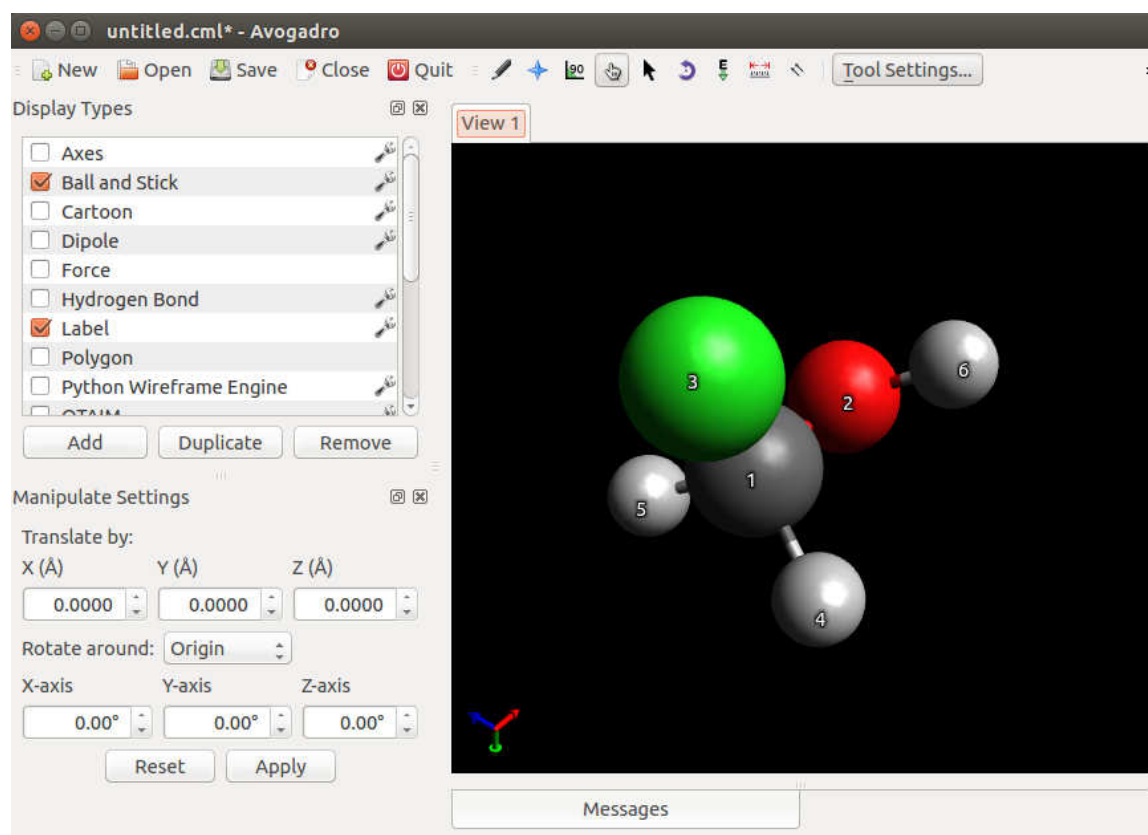 untitled.cml* - Avogadro
New Open Save Close Quit 90 E Tool Settings...
Display Types
View 1
Axes
Ball and Stick
Cartoon
Dipole
Force
Hydrogen Bond
Label
Polygon
Python Wireframe Engine
QTAIM
Add Duplicate Remove
3
6
2
1
5
4
Manipulate Settings
Translate by:
X (Å) Y (Å) Z (Å)
0.0000 0.0000 0.0000
Rotate around: Origin
X-axis Y-axis Z-axis
0.00° 0.00° 0.00°
Reset Apply
Messages